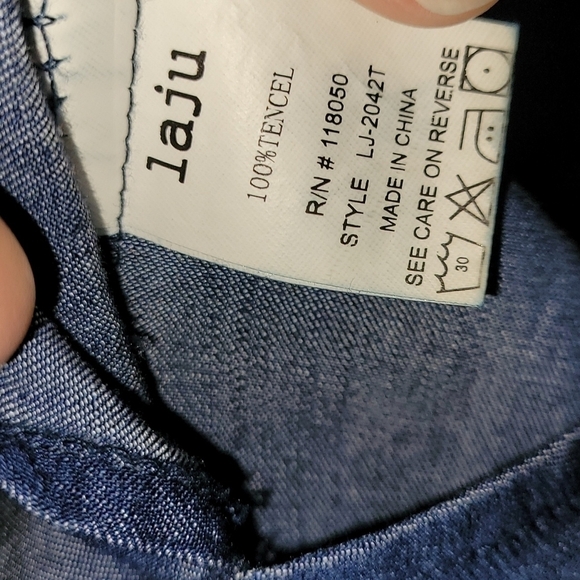 laju
100%TENCEL
R/N # 118050
STYLE LJ-2042T
MADE IN CHINA
SEE CARE ON REVERSE
30